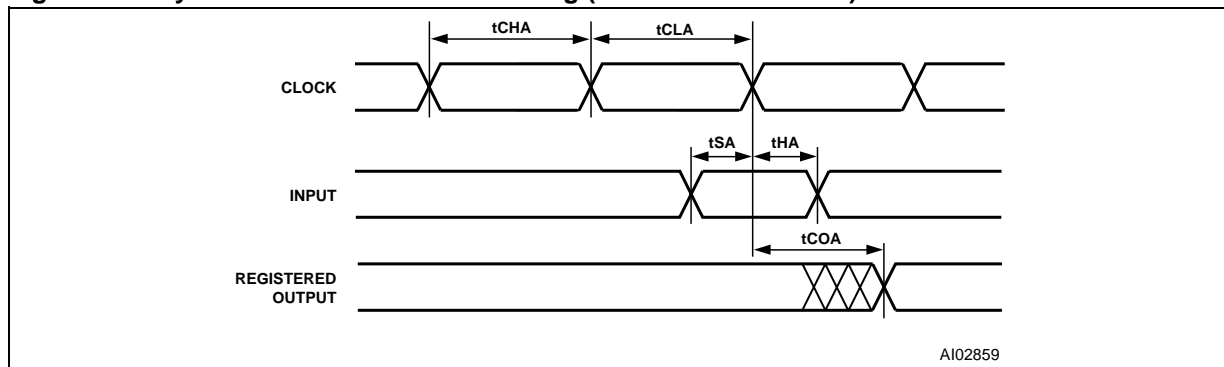 tCHA tCLA
CLOCK
tSA tHA
INPUT
tCOA
REGISTERED
OUTPUT
AI02859